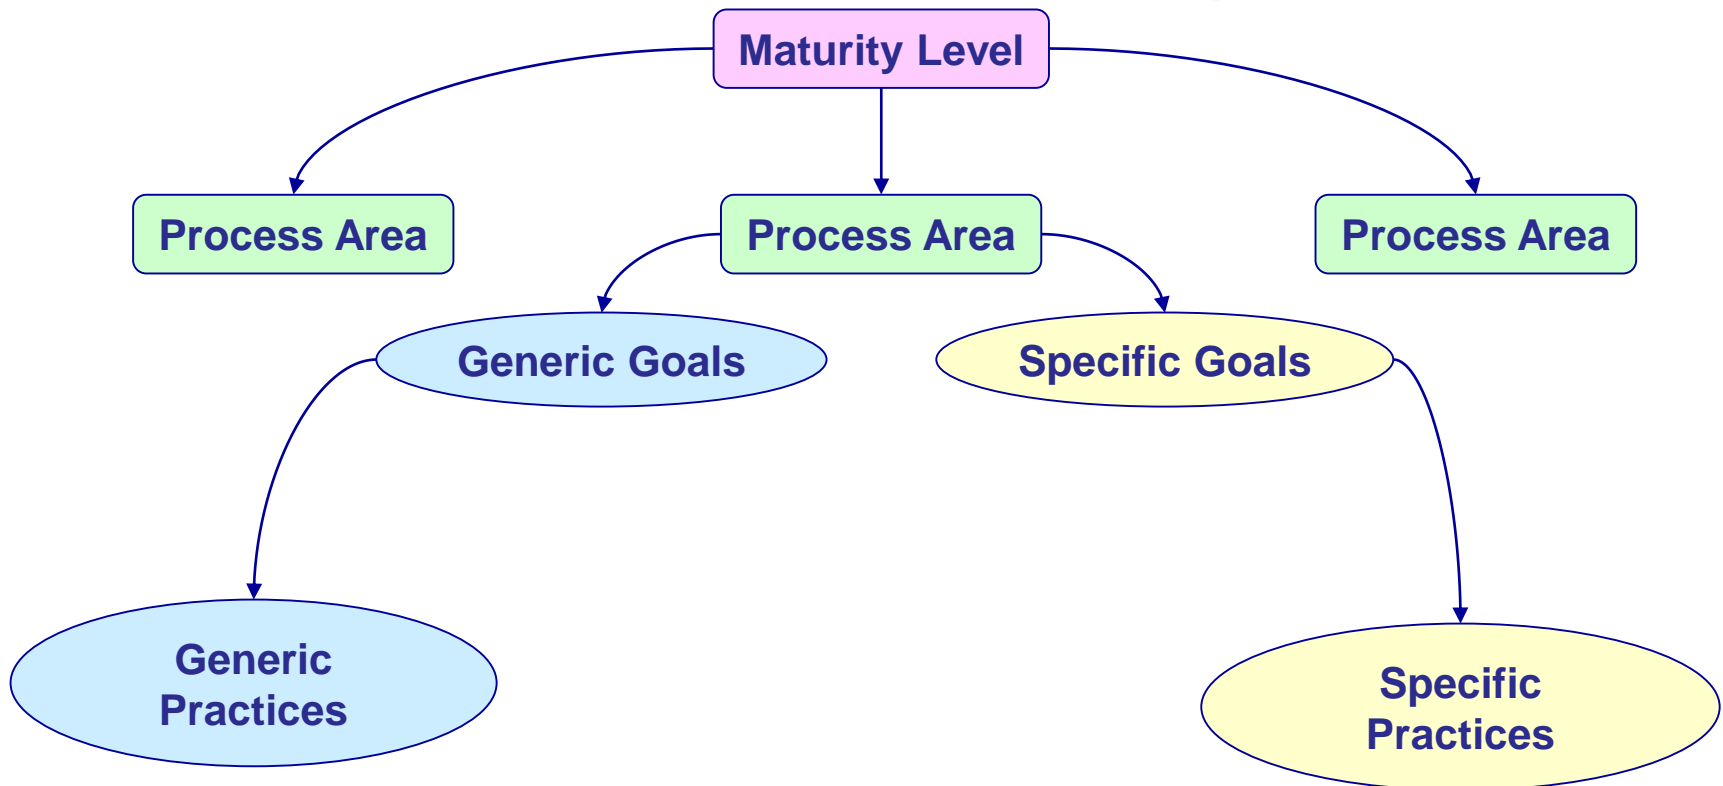 Maturity Level
Process Area
Process Area
Process Area
Generic Goals
Specific Goals
Generic
Practices
Specific
Practices